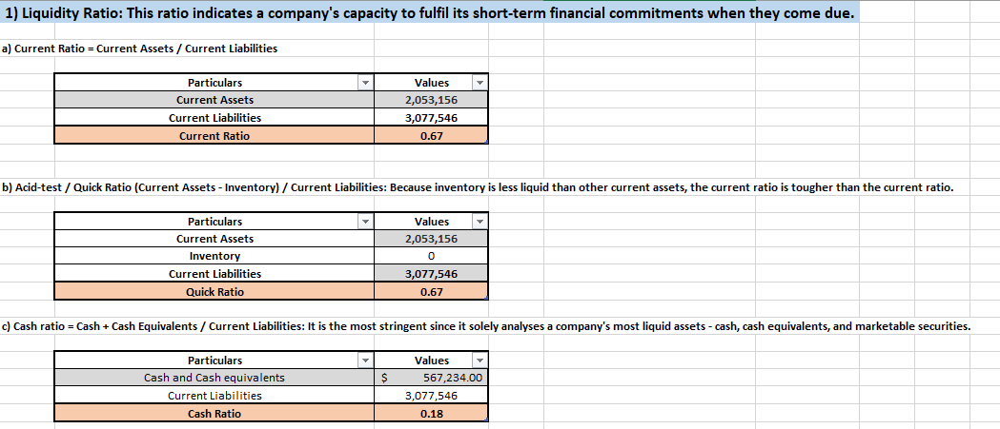 1) Liquidity Ratio: This ratio indicates a company's capacity to fulfil its short-term financial commitments when they come due.
a) Current Ratio = Current Assets / Current Liabilities
Particulars Values
Current Assets 2,053,156
Current Liabilities 3,077,546
Current Ratio 0.67
b) Acid-test / Quick Ratio (Current Assets - Inventory) / Current Liabilities: Because inventory is less liquid than other current assets, the current ratio is tougher than the current ratio.
Particulars Values
Current Assets 2,053,156
Inventory 0
Current Liabilities 3,077,546
Quick Ratio 0.67
c) Cash ratio = Cash + Cash Equivalents / Current Liabilities: It is the most stringent since it solely analyses a company's most liquid assets - cash, cash equivalents, and marketable securities.
Particulars Values
Cash and Cash equivalents $ 567,234.00
Current Liabilities 3,077,546
Cash Ratio 0.18